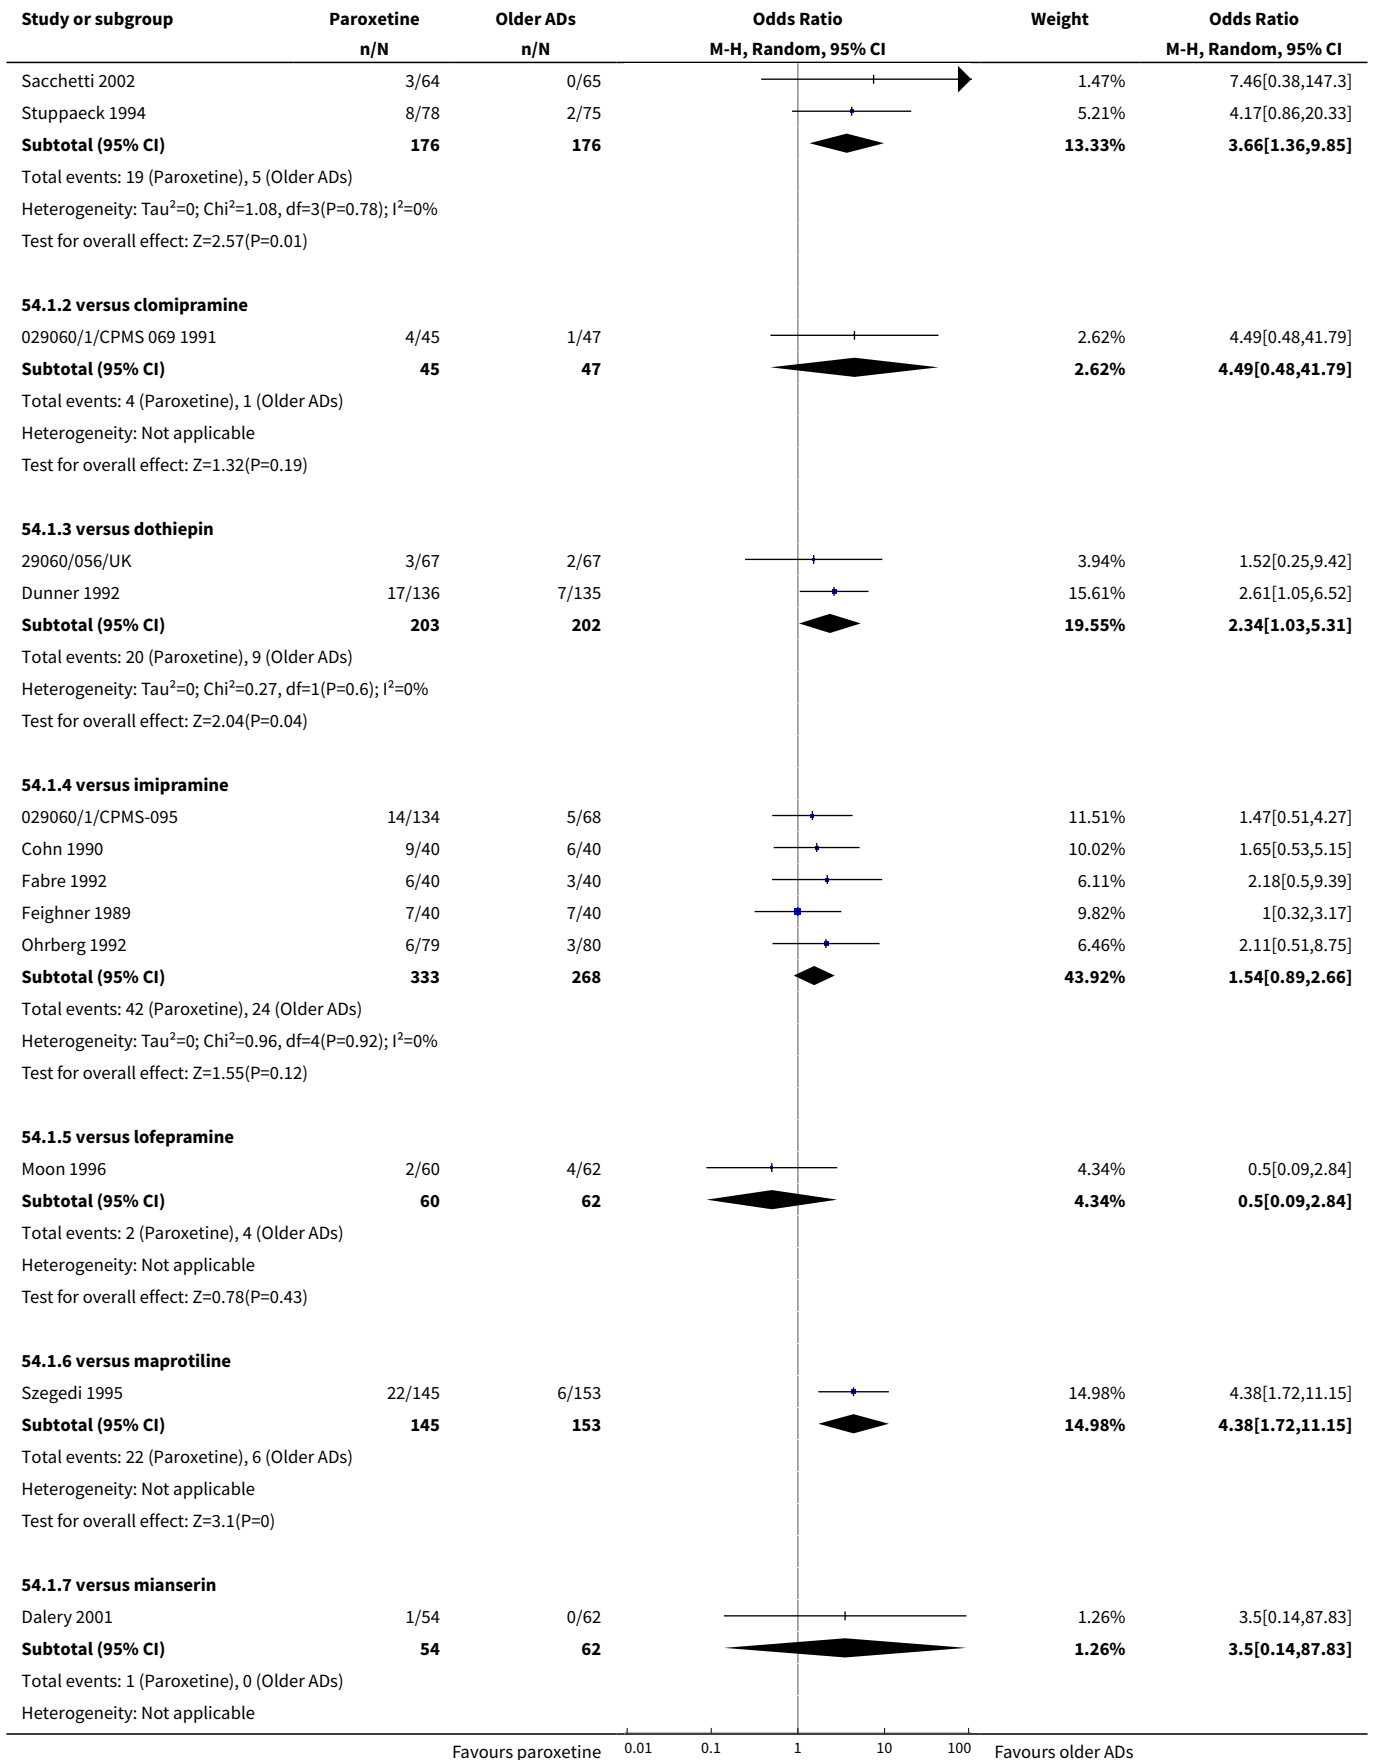 Study or subgroup Paroxetine Older ADs Odds Ratio Weight Odds Ratio
n/N n/N M-H, Random, 95% CI M-H, Random, 95% CI
Sacchetti 2002 3/64 0/65 1.47% 7.46[0.38,147.3]
Stuppaeck 1994 8/78 2/75 5.21% 4.17[0.86,20.33]
Subtotal (95% CI) 176 176 13.33% 3.66[1.36,9.85]
Total events: 19 (Paroxetine), 5 (Older ADs)
Heterogeneity: Tau²=0; Chi²=1.08, df=3(P=0.78); I²=0%
Test for overall effect: Z=2.57(P=0.01)
54.1.2 versus clomipramine
029060/1/CPMS 069 1991 4/45 1/47 2.62% 4.49[0.48,41.79]
Subtotal (95% CI) 45 47 2.62% 4.49[0.48,41.79]
Total events: 4 (Paroxetine), 1 (Older ADs)
Heterogeneity: Not applicable
Test for overall effect: Z=1.32(P=0.19)
54.1.3 versus dothiepin
29060/056/UK 3/67 2/67 3.94% 1.52[0.25,9.42]
Dunner 1992 17/136 7/135 15.61% 2.61[1.05,6.52]
Subtotal (95% CI) 203 202 19.55% 2.34[1.03,5.31]
Total events: 20 (Paroxetine), 9 (Older ADs)
Heterogeneity: Tau²=0; Chi²=0.27, df=1(P=0.6); I²=0%
Test for overall effect: Z=2.04(P=0.04)
54.1.4 versus imipramine
029060/1/CPMS-095 14/134 5/68 11.51% 1.47[0.51,4.27]
Cohn 1990 9/40 6/40 10.02% 1.65[0.53,5.15]
Fabre 1992 6/40 3/40 6.11% 2.18[0.5,9.39]
Feighner 1989 7/40 7/40 9.82% 1[0.32,3.17]
Ohrberg 1992 6/79 3/80 6.46% 2.11[0.51,8.75]
Subtotal (95% CI) 333 268 43.92% 1.54[0.89,2.66]
Total events: 42 (Paroxetine), 24 (Older ADs)
Heterogeneity: Tau²=0; Chi²=0.96, df=4(P=0.92); I²=0%
Test for overall effect: Z=1.55(P=0.12)
54.1.5 versus lofepramine
Moon 1996 2/60 4/62 4.34% 0.5[0.09,2.84]
Subtotal (95% CI) 60 62 4.34% 0.5[0.09,2.84]
Total events: 2 (Paroxetine), 4 (Older ADs)
Heterogeneity: Not applicable
Test for overall effect: Z=0.78(P=0.43)
54.1.6 versus maprotiline
Szegedi 1995 22/145 6/153 14.98% 4.38[1.72,11.15]
Subtotal (95% CI) 145 153 14.98% 4.38[1.72,11.15]
Total events: 22 (Paroxetine), 6 (Older ADs)
Heterogeneity: Not applicable
Test for overall effect: Z=3.1(P=0)
54.1.7 versus mianserin
Dalery 2001 1/54 0/62 1.26% 3.5[0.14,87.83]
Subtotal (95% CI) 54 62 1.26% 3.5[0.14,87.83]
Total events: 1 (Paroxetine), 0 (Older ADs)
Heterogeneity: Not applicable
Favours paroxetine 0.01 0.1 1 10 100 Favours older ADs